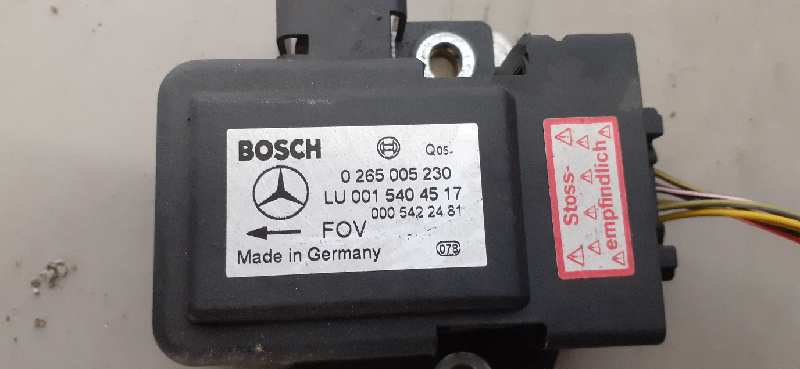 BOSCH
Q05-
0 265 005 230
LU 001 540 45 17
000 542 24 81
FOV
Made in Germany
078
Stoss-
empfindlich